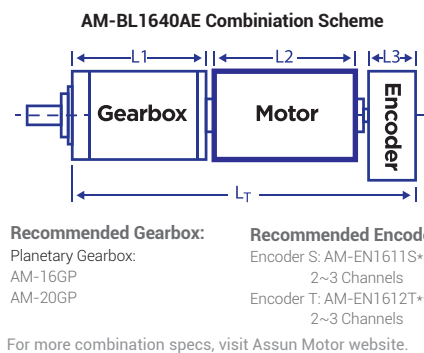 AM-BL1640AE Combiniation Scheme
L1
L2
L3
Gearbox
Motor
Encoder
LT
Recommended Gearbox:
Planetary Gearbox:
AM-16GP
AM-20GP
Recommended Encod
Encoder S: AM-EN1611S*
2~3 Channels
Encoder T: AM-EN1612T*
2~3 Channels
For more combination specs, visit Assun Motor website.